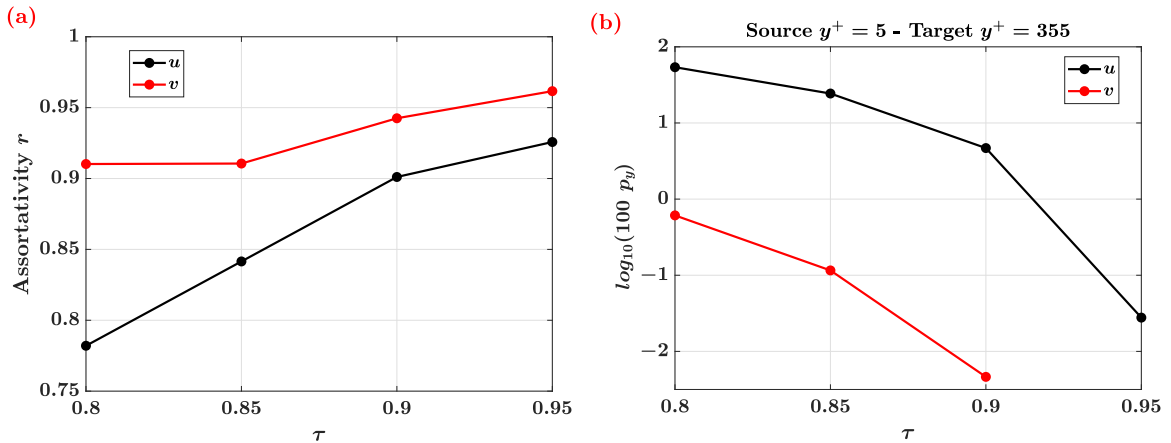 (a)
1
0.95
0.9
0.85
0.8
0.75
Assortativity r
u
v
0.8 0.85 0.9 0.95
τ
(b)
Source y⁺ = 5 - Target y⁺ = 355
2
1
0
−1
−2
log₁₀(100 p_y)
u
v
0.8 0.85 0.9 0.95
τ